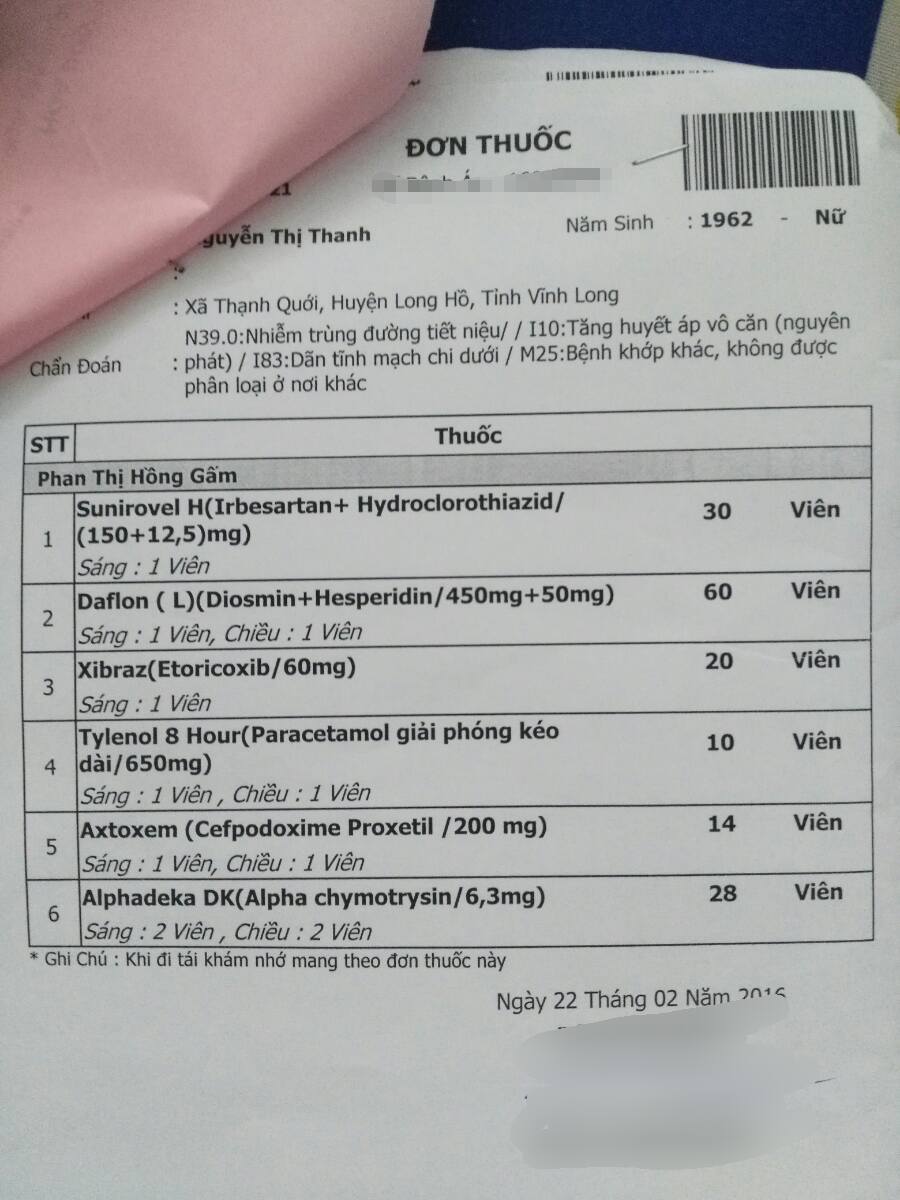 ĐƠN THUỐC
21
guyễn Thị Thanh
Năm Sinh : 1962 - Nữ
:
: Xã Thạnh Quới, Huyện Long Hồ, Tỉnh Vĩnh Long
N39.0:Nhiễm trùng đường tiết niệu/ / I10:Tăng huyết áp vô căn (nguyên
Chẩn Đoán : phát) / I83:Dãn tĩnh mạch chi dưới / M25:Bệnh khớp khác, không được
phân loại ở nơi khác
STT Thuốc
Phan Thị Hồng Gấm
Sunirovel H(Irbesartan+ Hydroclorothiazid/ 30 Viên
1 (150+12,5)mg)
Sáng : 1 Viên
Daflon ( L)(Diosmin+Hesperidin/450mg+50mg) 60 Viên
2
Sáng : 1 Viên, Chiều : 1 Viên
Xibraz(Etoricoxib/60mg) 20 Viên
3
Sáng : 1 Viên
Tylenol 8 Hour(Paracetamol giải phóng kéo 10 Viên
4 dài/650mg)
Sáng : 1 Viên , Chiều : 1 Viên
Axtoxem (Cefpodoxime Proxetil /200 mg) 14 Viên
5
Sáng : 1 Viên, Chiều : 1 Viên
Alphadeka DK(Alpha chymotrysin/6,3mg) 28 Viên
6
Sáng : 2 Viên , Chiều : 2 Viên
* Ghi Chú : Khi đi tái khám nhớ mang theo đơn thuốc này
Ngày 22 Tháng 02 Năm 2016